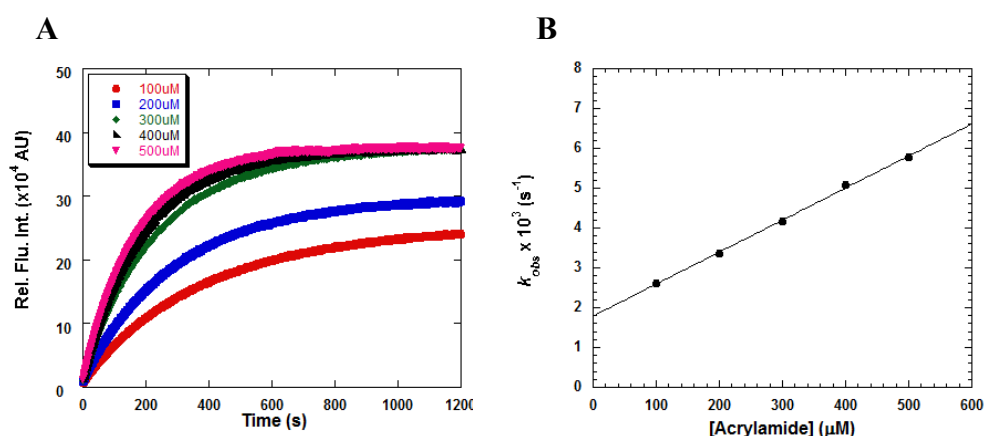 A
Rel. Flu. Int. (x10⁴ AU)
50
40
30
20
10
0
100uM
200uM
300uM
400uM
500uM
0 200 400 600 800 1000 1200
Time (s)
B
k_obs x 10³ (s⁻¹)
8
7
6
5
4
3
2
1
0
0 100 200 300 400 500 600
[Acrylamide] (μM)